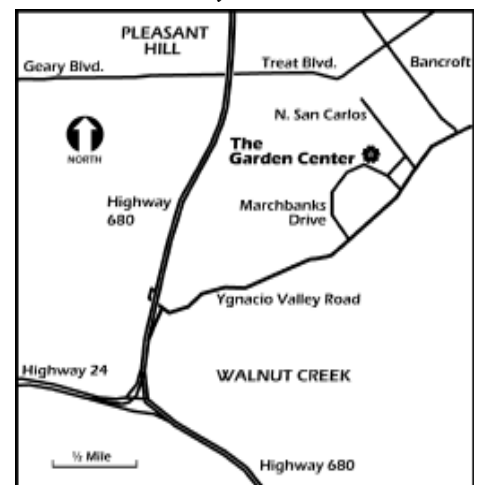 PLEASANT
HILL
Geary Blvd.
Treat Blvd.
Bancroft
N. San Carlos
The
Garden Center
NORTH
Highway
680
Marchbanks
Drive
Ygnacio Valley Road
Highway 24
WALNUT CREEK
½ Mile
Highway 680